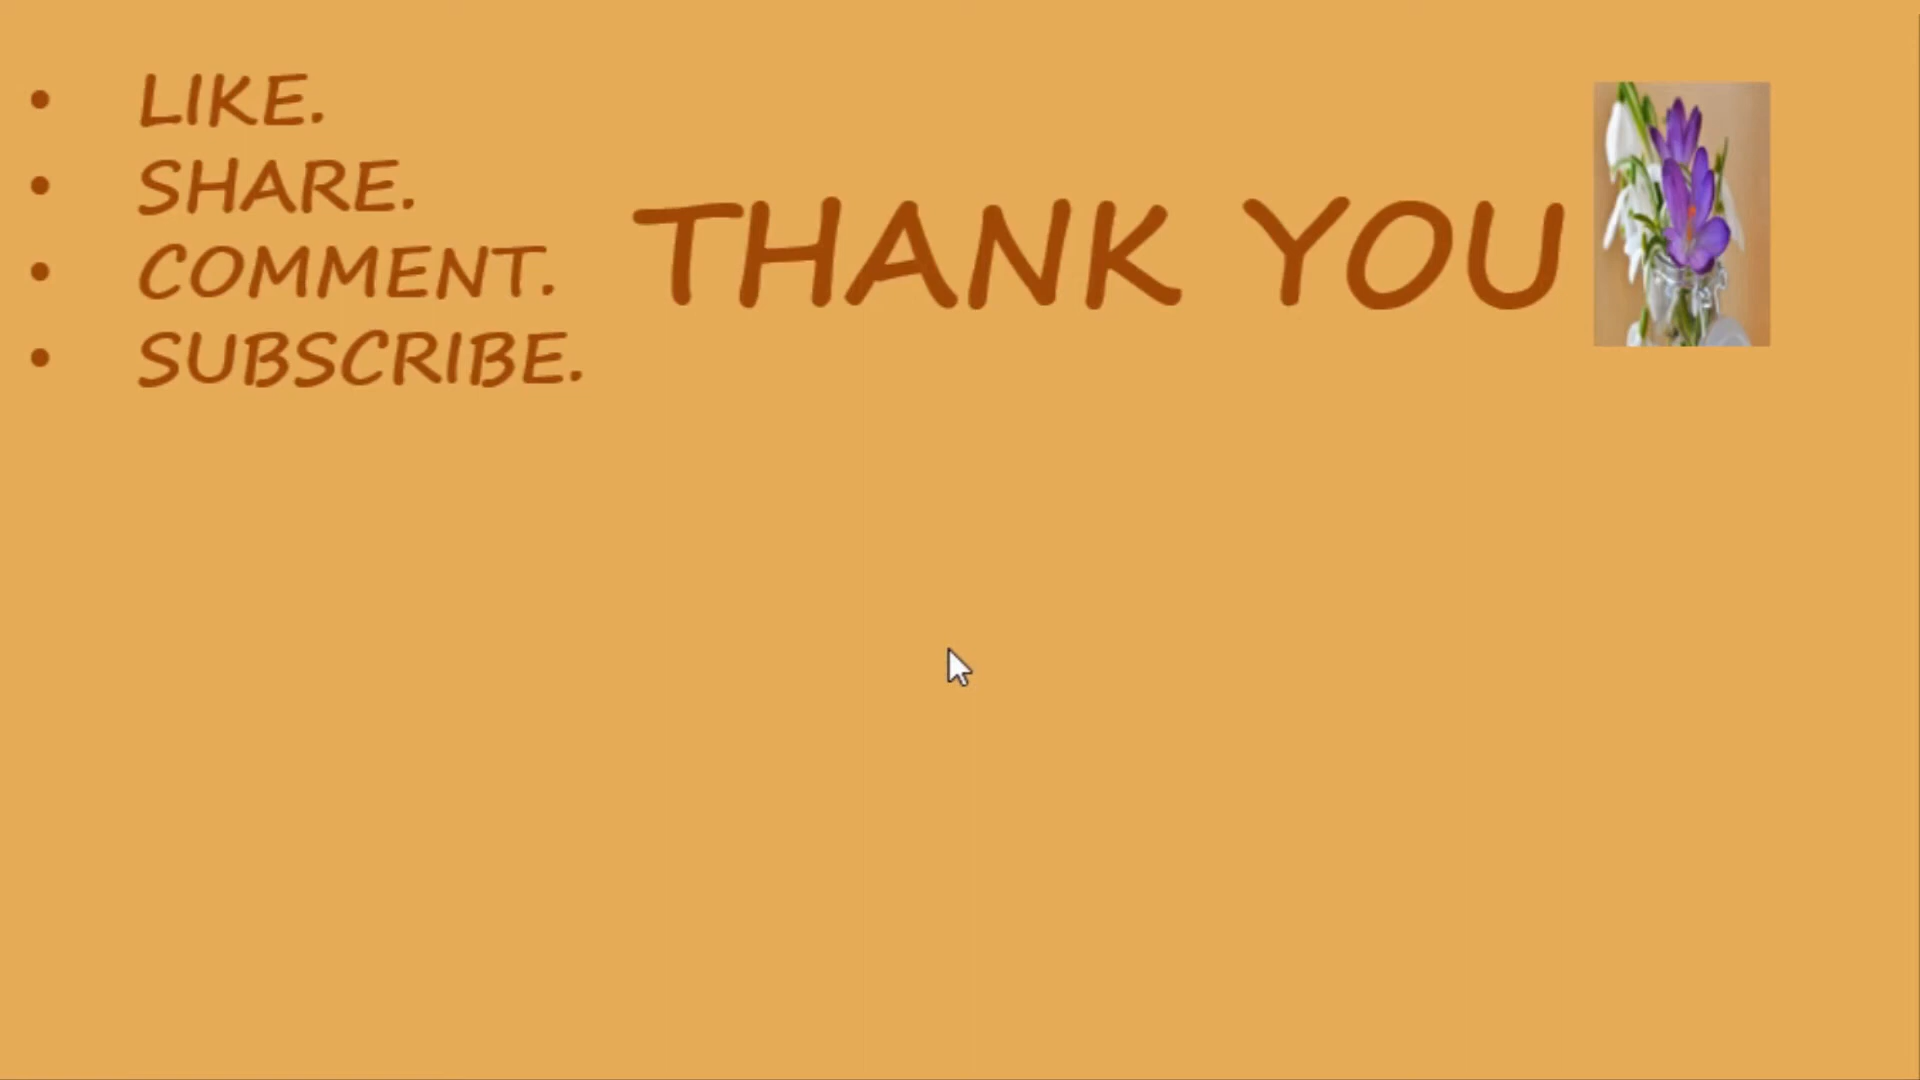 • LIKE.
• SHARE.
• COMMENT.
• SUBSCRIBE.
THANK YOU